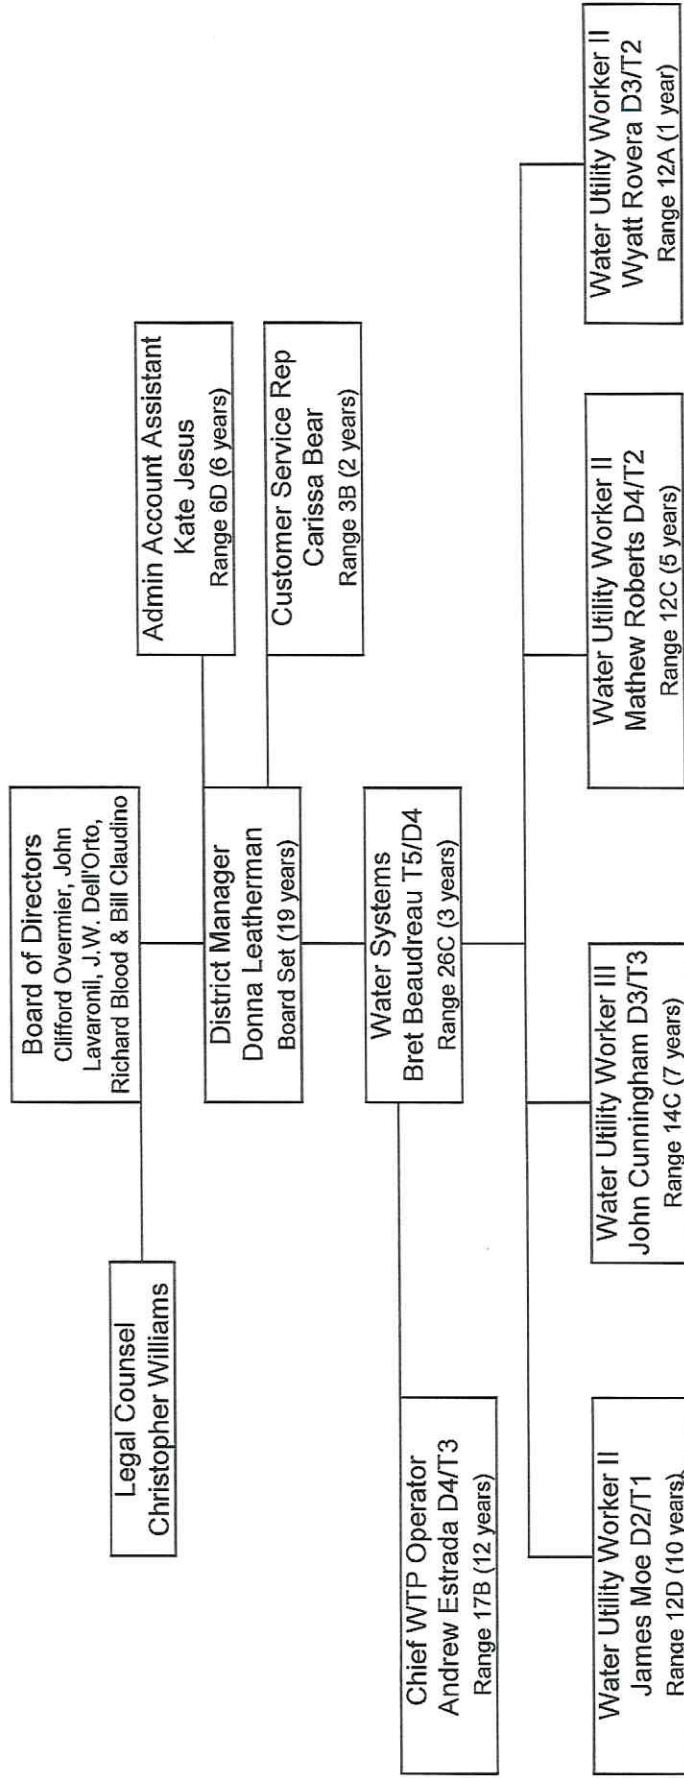 Board of Directors
Clifford Overmier, John
Lavaronil, J.W. Dell'Orto,
Richard Blood & Bill Claudino
Legal Counsel
Christopher Williams
District Manager
Donna Leatherman
Board Set (19 years)
Admin Account Assistant
Kate Jesus
Range 6D (6 years)
Customer Service Rep
Carissa Bear
Range 3B (2 years)
Water Systems
Bret Beaudreau T5/D4
Range 26C (3 years)
Chief WTP Operator
Andrew Estrada D4/T3
Range 17B (12 years)
Water Utility Worker II
James Moe D2/T1
Range 12D (10 years)
Water Utility Worker III
John Cunningham D3/T3
Range 14C (7 years)
Water Utility Worker II
Mathew Roberts D4/T2
Range 12C (5 years)
Water Utility Worker II
Wyatt Rovera D3/T2
Range 12A (1 year)